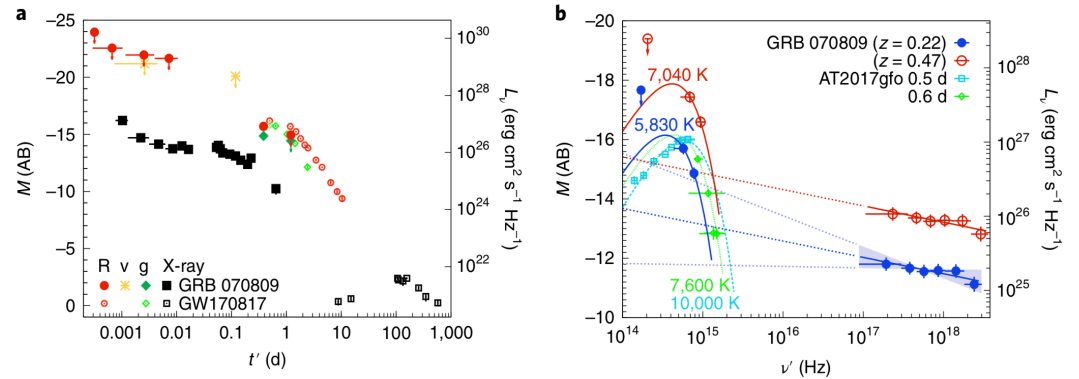 a
−25
−20
−15
−10
−5
0
M (AB)
10^30
10^28
10^26
10^24
10^22
L_ν (erg cm^2 s^−1 Hz^−1)
R v g X-ray
GRB 070809
GW170817
0.001 0.01 0.1 1 10 100 1,000
t′ (d)
b
−20
−18
−16
−14
−12
−10
M (AB)
GRB 070809 (z = 0.22)
(z = 0.47)
AT2017gfo 0.5 d
0.6 d
7,040 K
5,830 K
7,600 K
10,000 K
10^28
10^27
10^26
10^25
L_ν (erg cm^2 s^−1 Hz^−1)
10^14 10^15 10^16 10^17 10^18
ν′ (Hz)